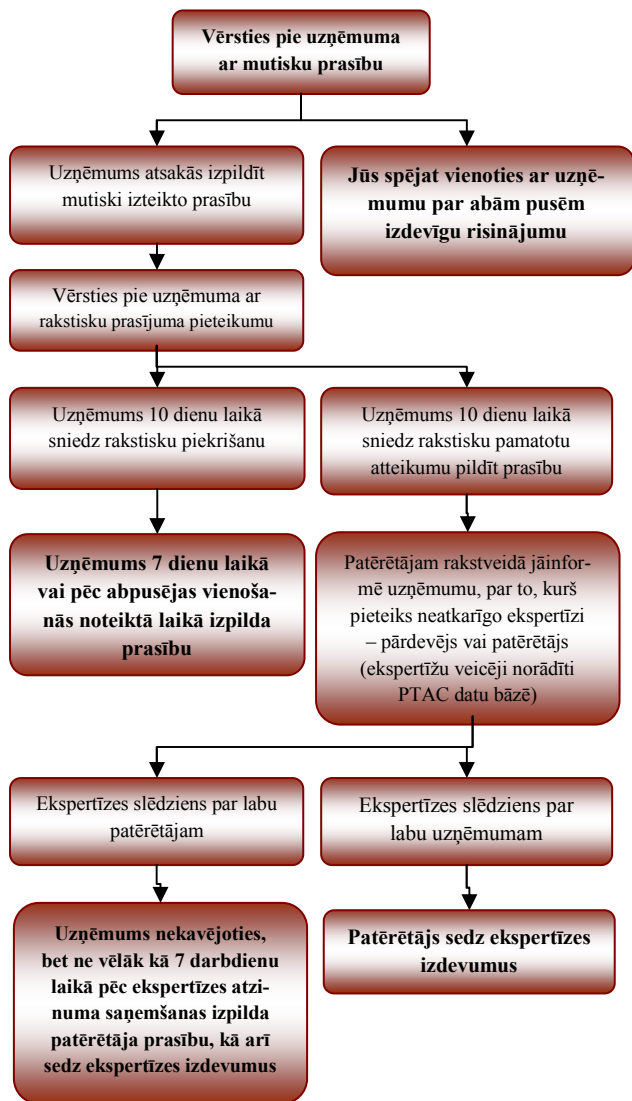 Vērsties pie uzņēmuma
ar mutisku prasību
Uzņēmums atsakās izpildīt
mutiski izteikto prasību
Jūs spējat vienoties ar uzņē-
mumu par abām pusēm
izdevīgu risinājumu
Vērsties pie uzņēmuma ar
rakstisku prasījuma pieteikumu
Uzņēmums 10 dienu laikā
sniedz rakstisku piekrišanu
Uzņēmums 10 dienu laikā
sniedz rakstisku pamatotu
atteikumu pildīt prasību
Uzņēmums 7 dienu laikā
vai pēc abpusējas vienoša-
nās noteiktā laikā izpilda
prasību
Patērētājam rakstveidā jāinfor-
mē uzņēmumu, par to, kurš
pieteiks neatkarīgo ekspertīzi
– pārdevējs vai patērētājs
(ekspertīžu veicēji norādīti
PTAC datu bāzē)
Ekspertīzes slēdziens par labu
patērētājam
Ekspertīzes slēdziens par
labu uzņēmumam
Uzņēmums nekavējoties,
bet ne vēlāk kā 7 darbdienu
laikā pēc ekspertīzes atzi-
numa saņemšanas izpilda
patērētāja prasību, kā arī
sedz ekspertīzes izdevumus
Patērētājs sedz ekspertīzes
izdevumus